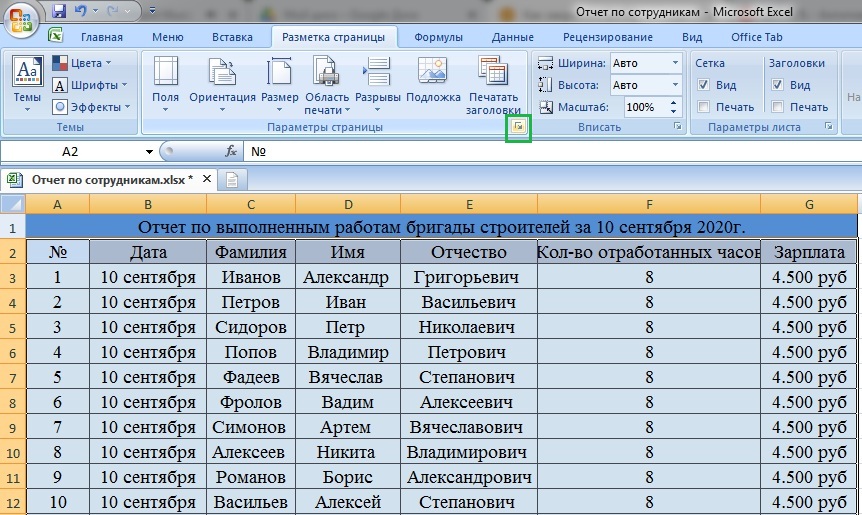 Отчет по сотрудникам - Microsoft Excel
Главная Меню Вставка Разметка страницы Формулы Данные Рецензирование Вид Office Tab
Цвета Ширина: Авто Сетка Заголовки
Aa A Шрифты Высота: Авто Вид Вид
Темы Эффекты Поля Ориентация Размер Область печати Разрывы Подложка Печатать заголовки Масштаб: 100% Печать Печать На
Темы Параметры страницы Вписать Параметры листа
A2 fx №
Отчет по сотрудникам.xlsx *
A B C D E F G
1 Отчет по выполненным работам бригады строителей за 10 сентября 2020г.
2 № Дата Фамилия Имя Отчество Кол-во отработанных часов Зарплата
3 1 10 сентября Иванов Александр Григорьевич 8 4.500 руб
4 2 10 сентября Петров Иван Васильевич 8 4.500 руб
5 3 10 сентября Сидоров Петр Николаевич 8 4.500 руб
6 4 10 сентября Попов Владимир Петрович 8 4.500 руб
7 5 10 сентября Фадеев Вячеслав Степанович 8 4.500 руб
8 6 10 сентября Фролов Вадим Алексеевич 8 4.500 руб
9 7 10 сентября Симонов Артем Вячеславович 8 4.500 руб
10 8 10 сентября Алексеев Никита Владимирович 8 4.500 руб
11 9 10 сентября Романов Борис Александрович 8 4.500 руб
12 10 10 сентября Васильев Алексей Степанович 8 4.500 руб